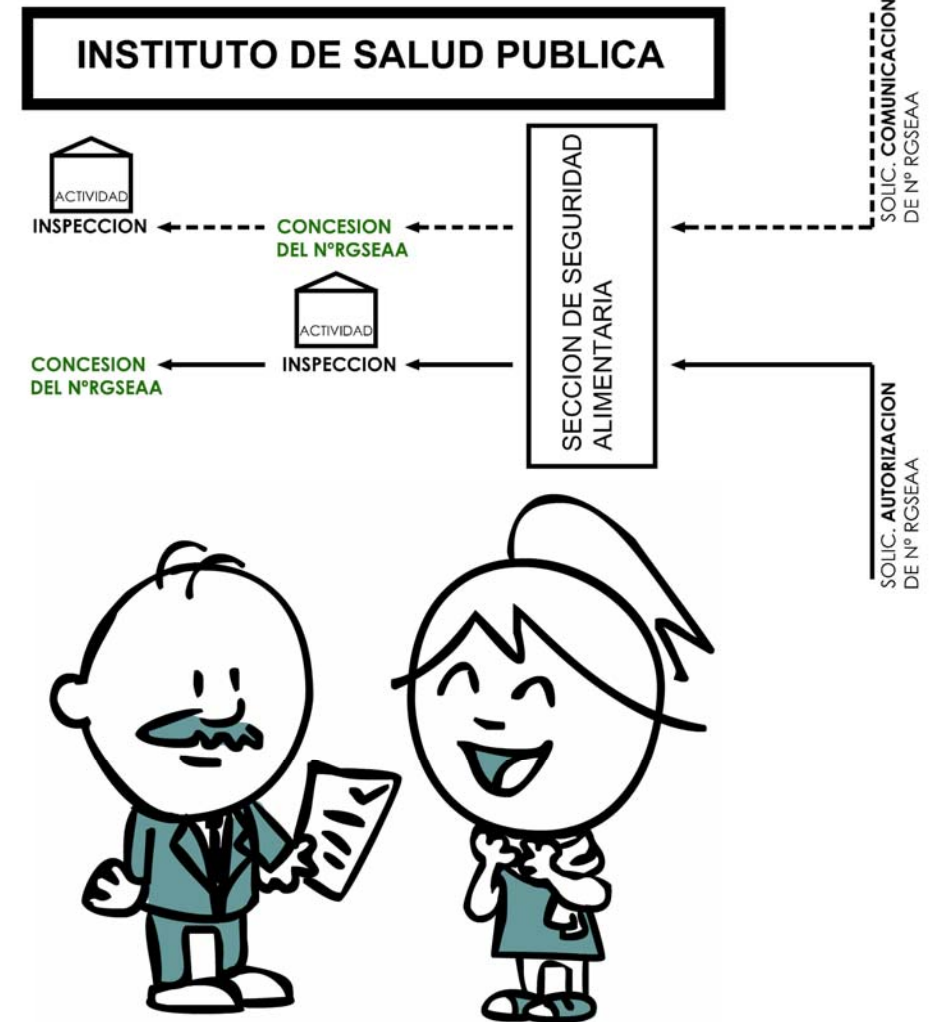 INSTITUTO DE SALUD PUBLICA
SOLIC. COMUNICACION
DE Nº RGSEAA
ACTIVIDAD
INSPECCION
CONCESION
DEL NºRGSEAA
SECCION DE SEGURIDAD
ALIMENTARIA
ACTIVIDAD
INSPECCION
CONCESION
DEL NºRGSEAA
SOLIC. AUTORIZACION
DE Nº RGSEAA